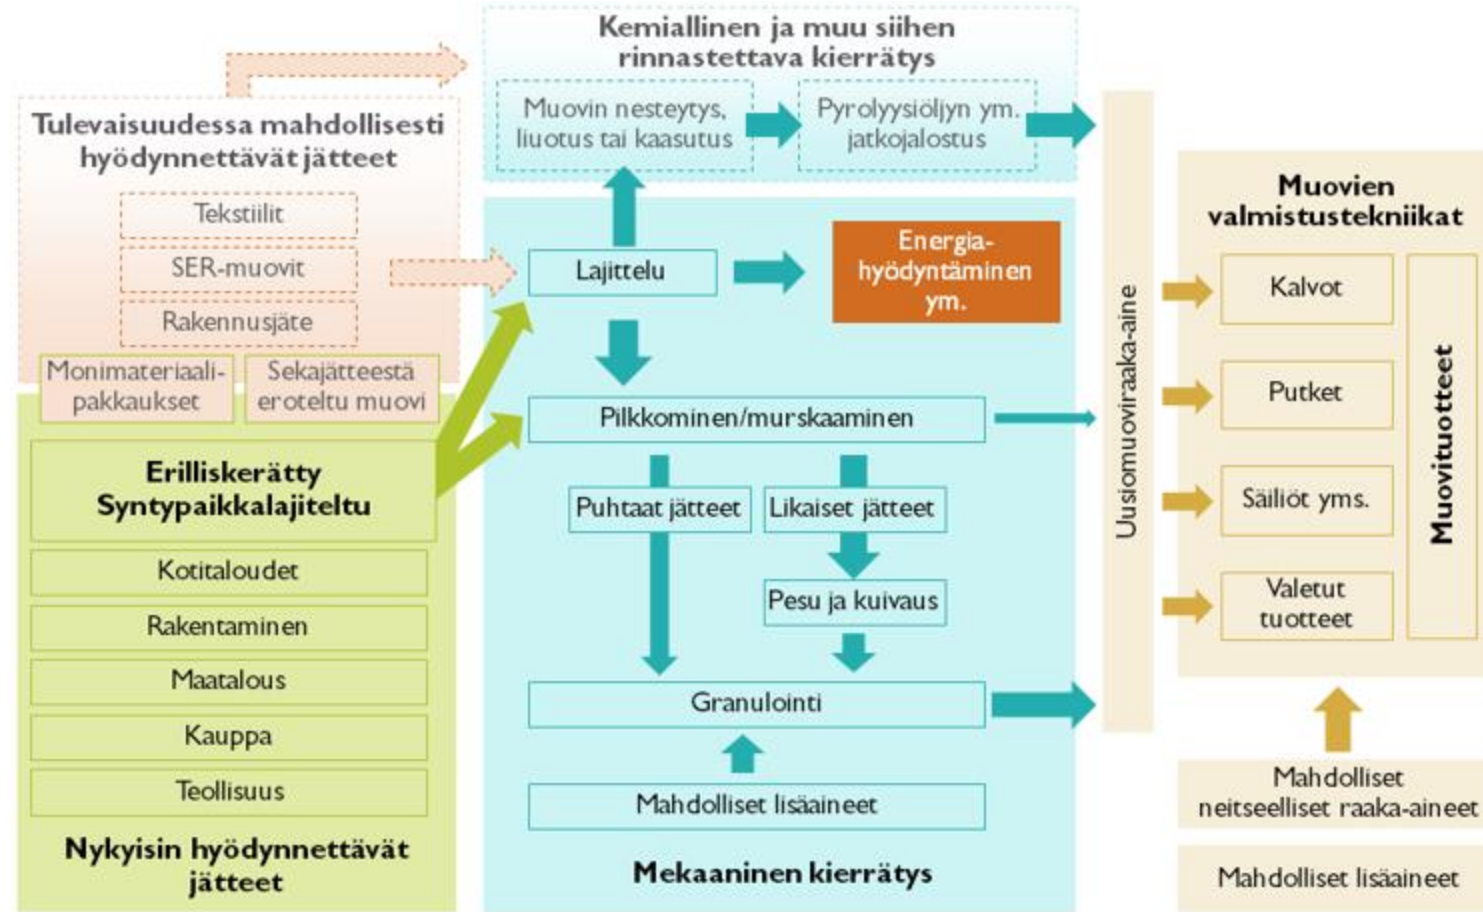 Kemiallinen ja muu siihen
rinnastettava kierrätys
Muovin nesteytys,
liuotus tai kaasutus
Pyrolyysiöljyn ym.
jatkojalostus
Tulevaisuudessa mahdollisesti
hyödynnettävät jätteet
Tekstiilit
SER-muovit
Rakennusjäte
Monimateriaali-
pakkaukset
Sekajätteestä
eroteltu muovi
Erilliskerätty
Syntypaikkalajiteltu
Kotitaloudet
Rakentaminen
Maatalous
Kauppa
Teollisuus
Nykyisin hyödynnettävät
jätteet
Lajittelu
Energia-
hyödyntäminen
ym.
Pilkkominen/murskaaminen
Puhtaat jätteet
Likaiset jätteet
Pesu ja kuivaus
Granulointi
Mahdolliset lisäaineet
Mekaaninen kierrätys
Uusiomuoviraaka-aine
Muovien
valmistustekniikat
Kalvot
Putket
Säiliöt yms.
Valetut
tuotteet
Muovituotteet
Mahdolliset
neitseelliset raaka-aineet
Mahdolliset lisäaineet